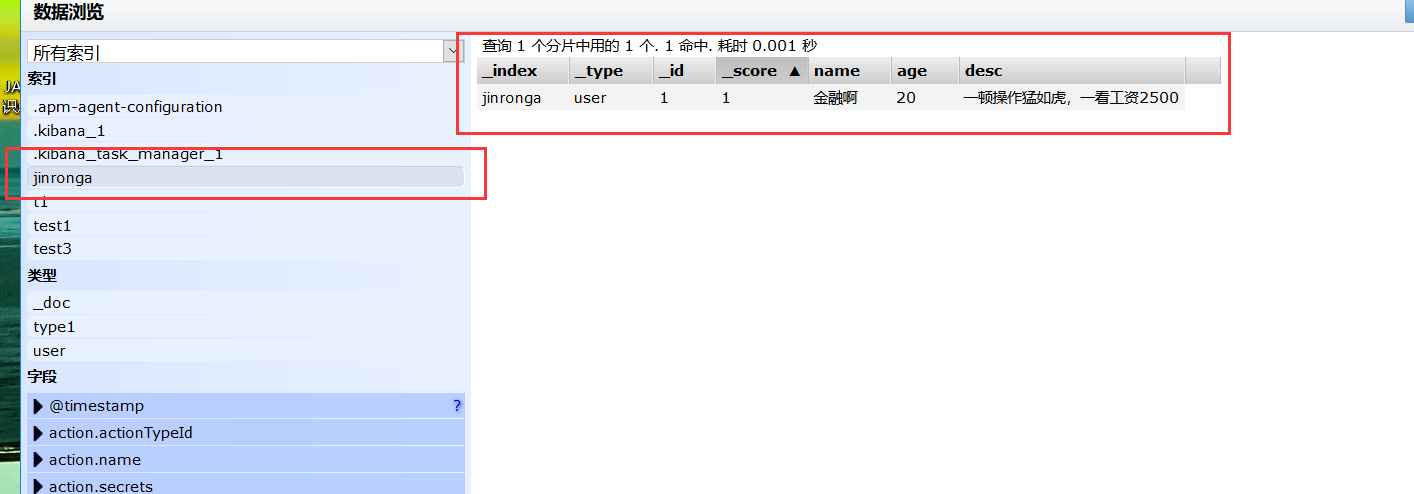 数据浏览
所有索引
索引
.apm-agent-configuration
.kibana_1
.kibana_task_manager_1
jinronga
t1
test1
test3
类型
_doc
type1
user
字段
@timestamp ?
action.actionTypeId
action.name
action.secrets
查询 1 个分片中用的 1 个. 1 命中. 耗时 0.001 秒
_index _type _id _score ▲ name age desc
jinronga user 1 1 金融啊 20 一顿操作猛如虎，一看工资2500
JA
识